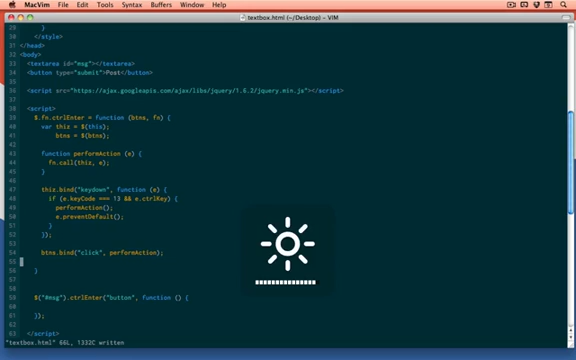 MacVim File Edit Tools Syntax Buffers Window Help
textbox.html (~/Desktop) - VIM
29 }
30 </style>
31 </head>
32 <body>
33 <textarea id="msg"></textarea>
34 <button type="submit">Post</button>
35
36 <script src="https://ajax.googleapis.com/ajax/libs/jquery/1.6.2/jquery.min.js"></script>
37
38 <script>
39 $.fn.ctrlEnter = function (btns, fn) {
40 var thiz = $(this);
41 btns = $(btns);
42
43 function performAction (e) {
44 fn.call(thiz, e);
45 }
46
47 thiz.bind("keydown", function (e) {
48 if (e.keyCode === 13 && e.ctrlKey) {
49 performAction();
50 e.preventDefault();
51 }
52 });
53
54 btns.bind("click", performAction);
55
56 }
57
58
59 $("#msg").ctrlEnter("button", function () {
60
61 });
62
63 </script>
"textbox.html" 66L, 1332C written